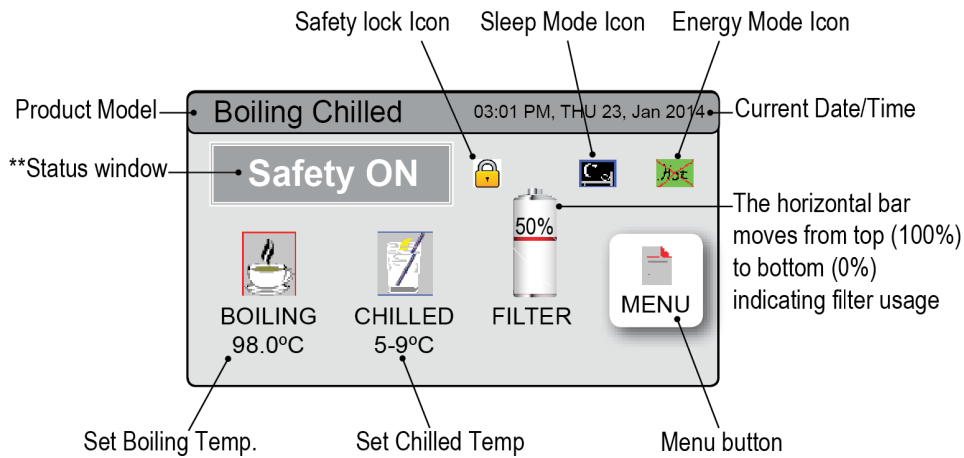 Safety lock Icon
Sleep Mode Icon
Energy Mode Icon
Product Model
Boiling Chilled
03:01 PM, THU 23, Jan 2014
Current Date/Time
**Status window
Safety ON
Hot
50%
The horizontal bar
moves from top (100%)
to bottom (0%)
indicating filter usage
BOILING
98.0ºC
CHILLED
5-9ºC
FILTER
MENU
Set Boiling Temp.
Set Chilled Temp
Menu button